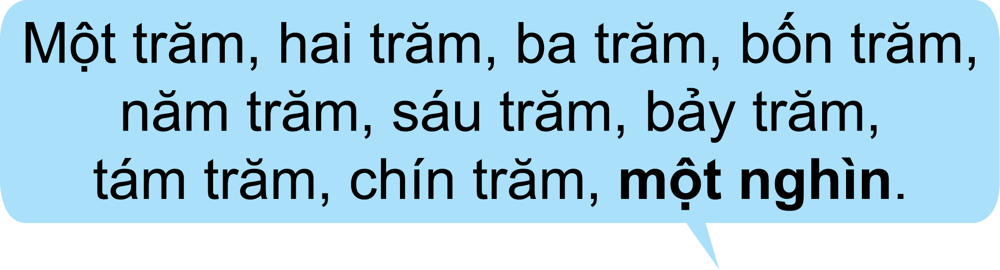 Một trăm, hai trăm, ba trăm, bốn trăm,
năm trăm, sáu trăm, bảy trăm,
tám trăm, chín trăm, một nghìn.